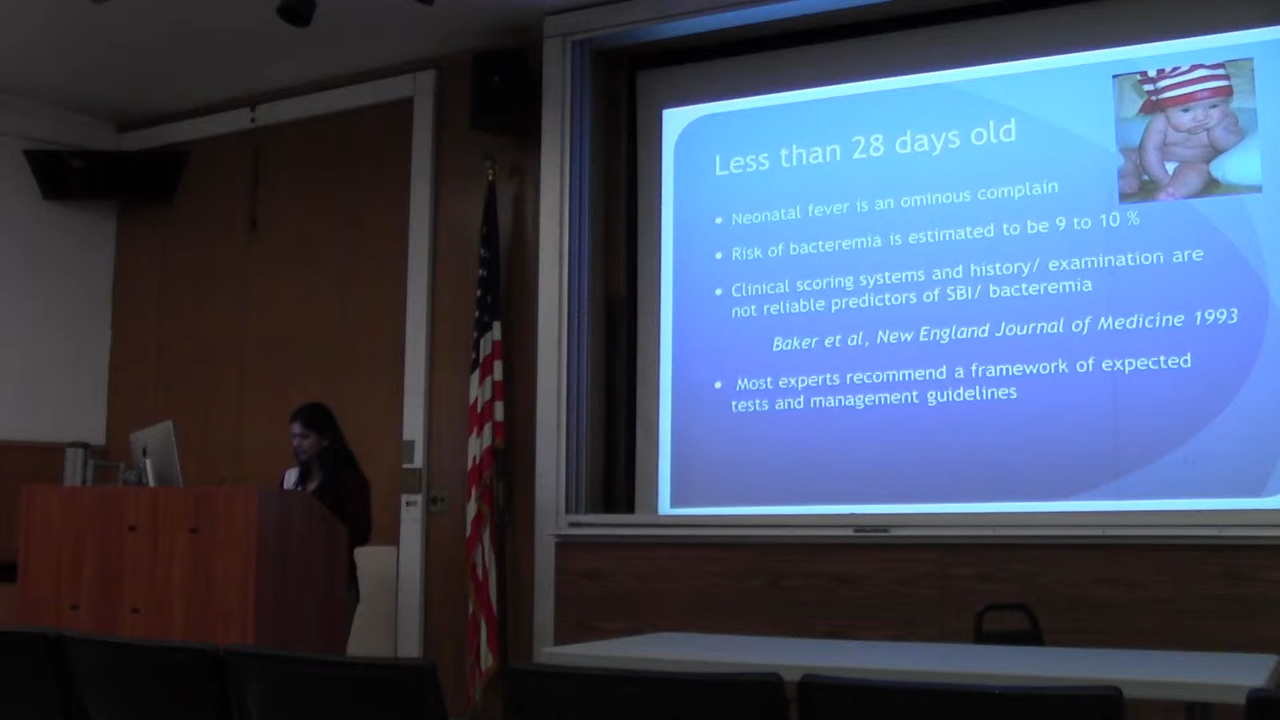 Less than 28 days old
• Neonatal fever is an ominous complain
• Risk of bacteremia is estimated to be 9 to 10 %
• Clinical scoring systems and history/ examination are
not reliable predictors of SBI/ bacteremia
Baker et al, New England Journal of Medicine 1993
• Most experts recommend a framework of expected
tests and management guidelines